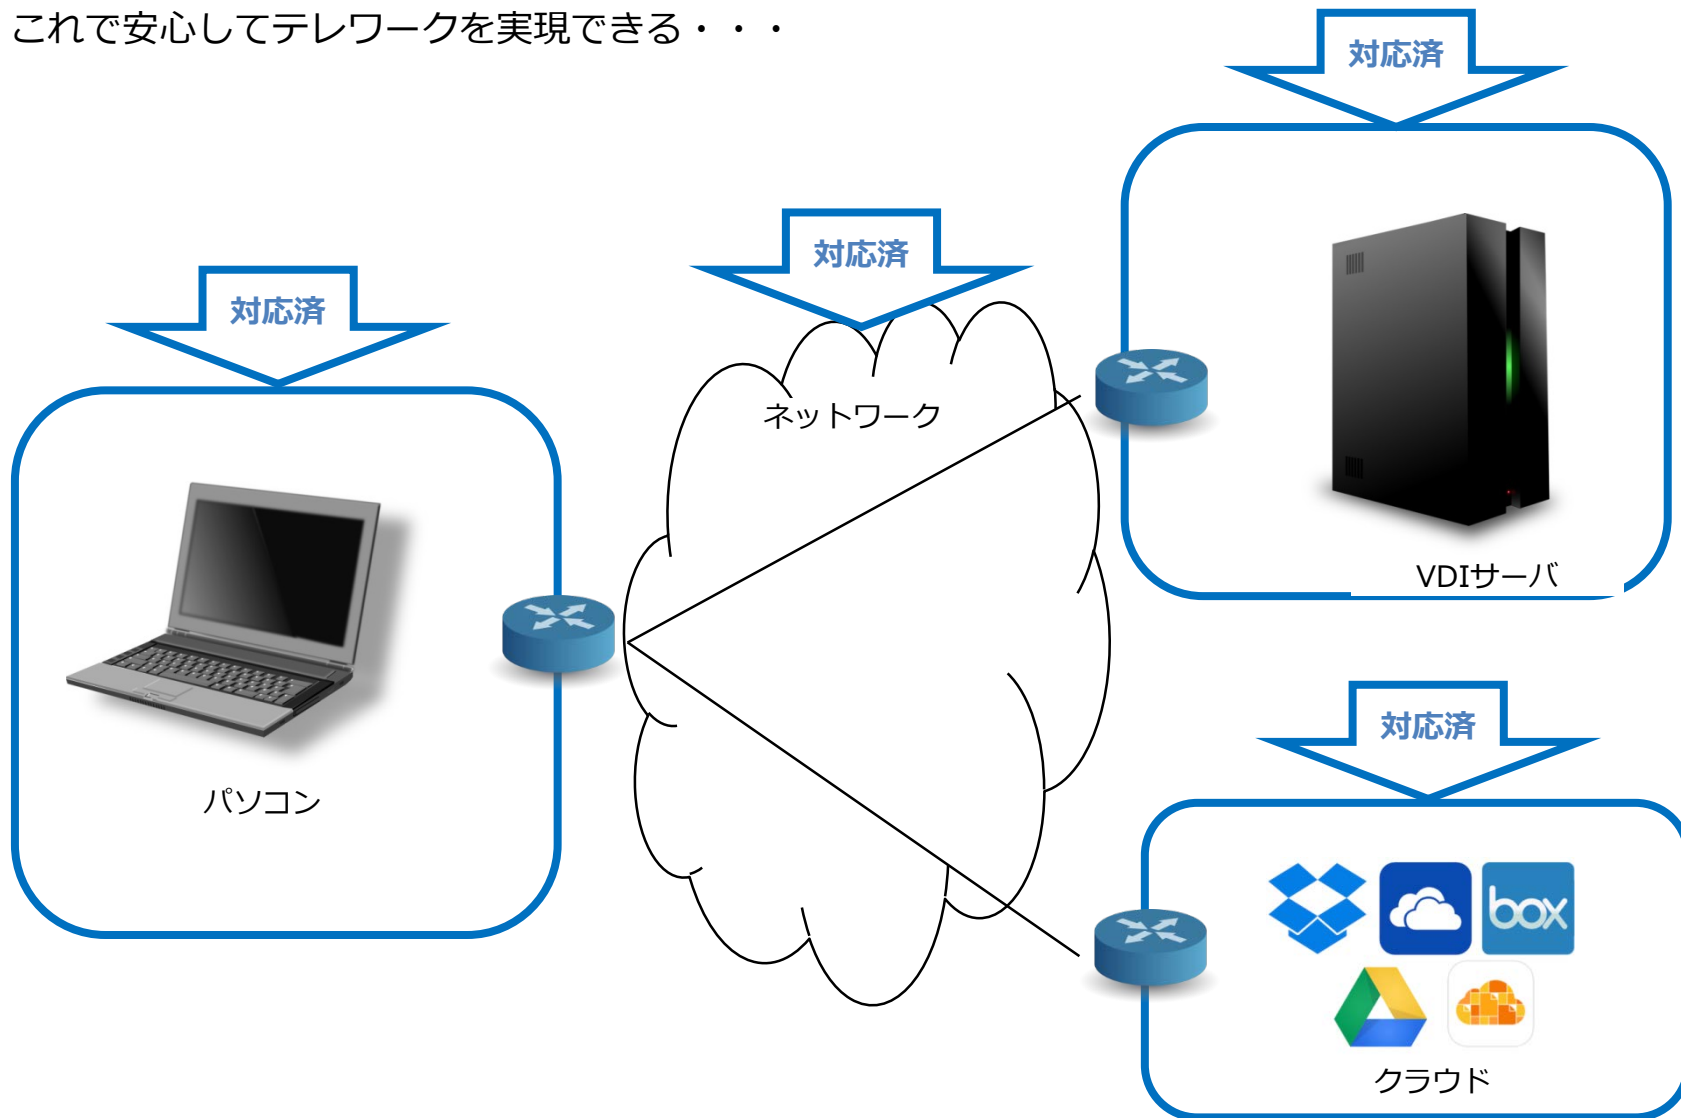 これで安心してテレワークを実現できる・・・
対応済
対応済
対応済
ネットワーク
VDIサーバ
パソコン
対応済
box
クラウド